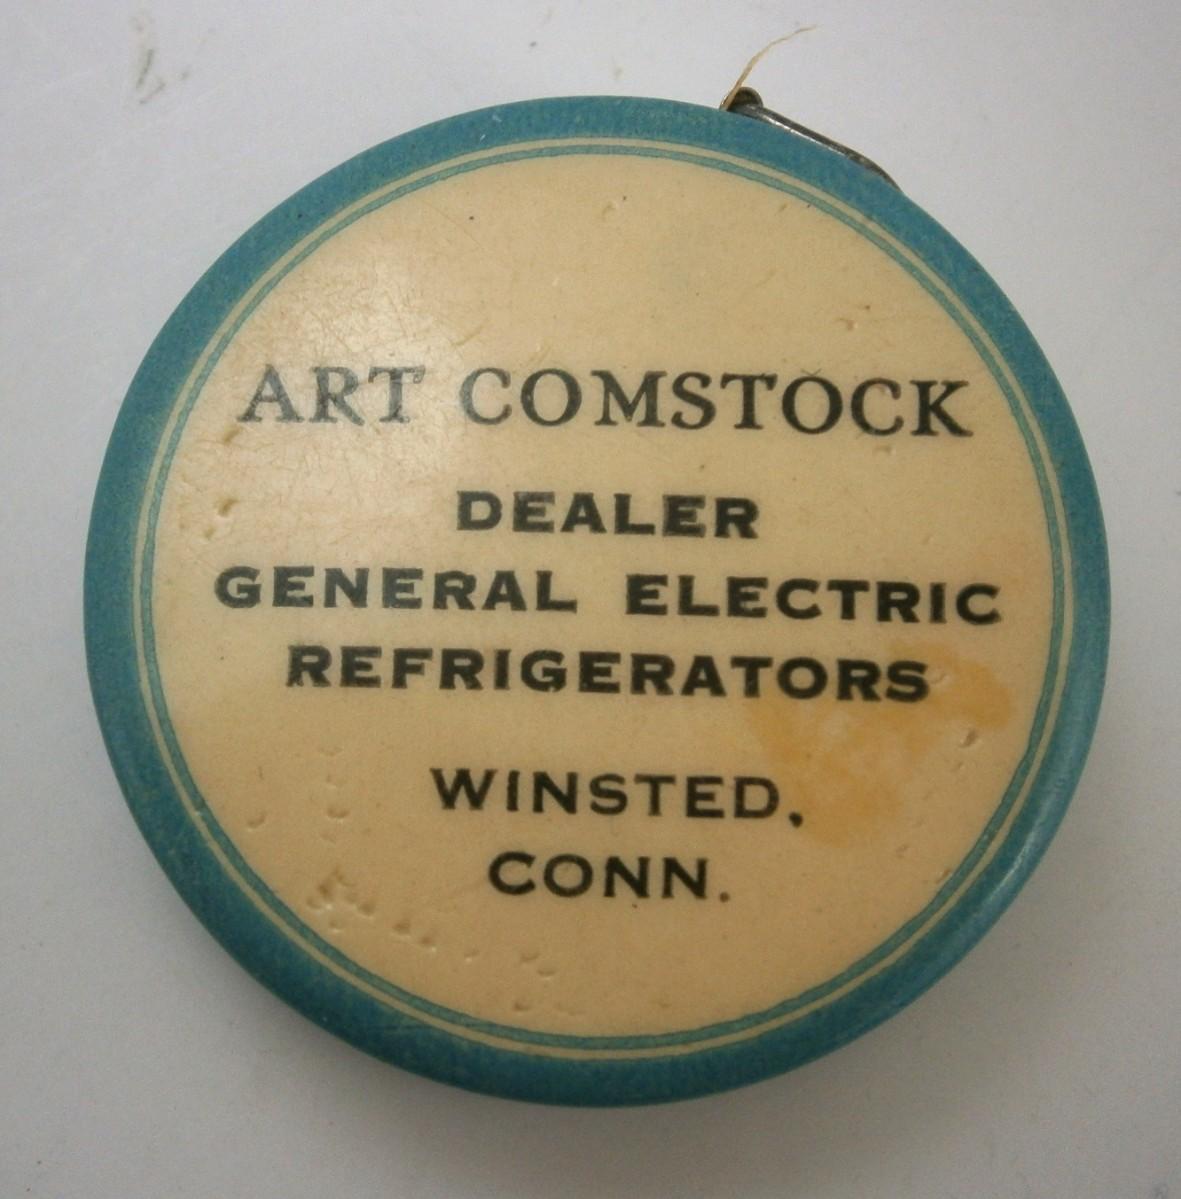 ART COMSTOCK
DEALER
GENERAL ELECTRIC
REFRIGERATORS
WINSTED,
CONN.